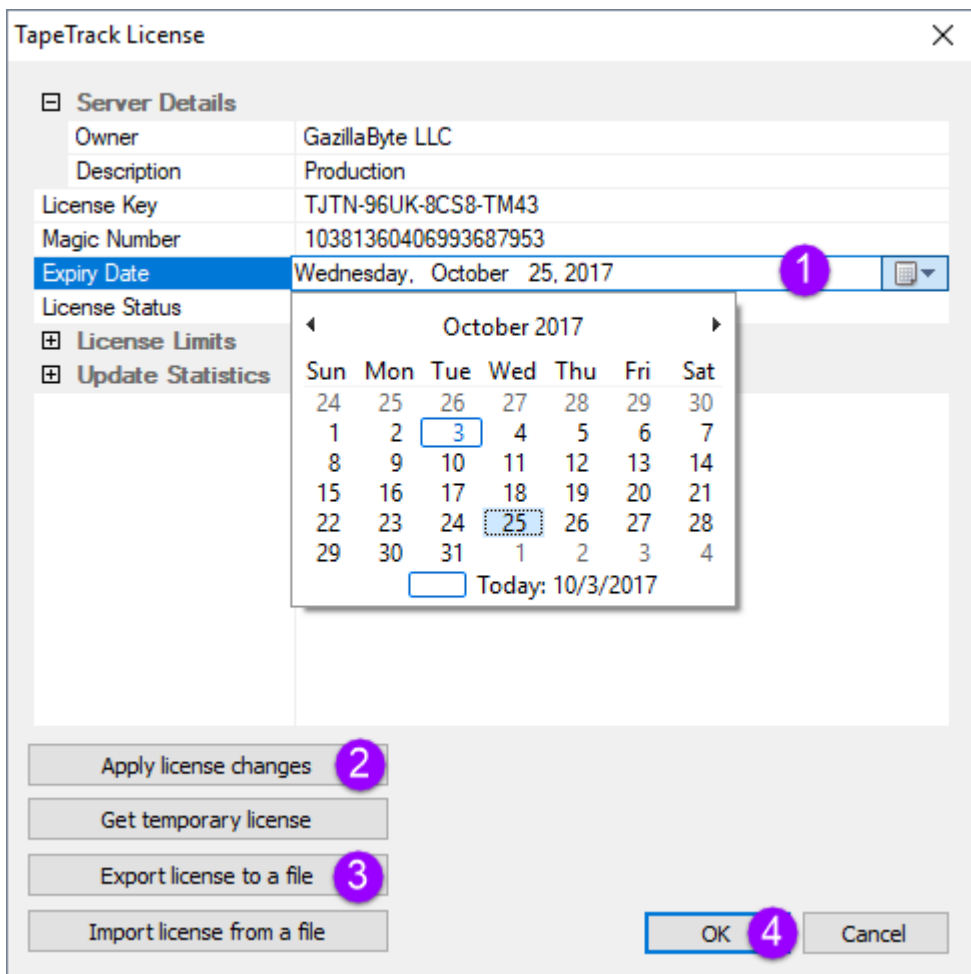 TapeTrack License
Server Details
Owner GazillaByte LLC
Description Production
License Key TJTN-96UK-8CS8-TM43
Magic Number 10381360406993687953
Expiry Date Wednesday, October 25, 2017 1
License Status
License Limits
Update Statistics
October 2017
Sun Mon Tue Wed Thu Fri Sat
24 25 26 27 28 29 30
1 2 3 4 5 6 7
8 9 10 11 12 13 14
15 16 17 18 19 20 21
22 23 24 25 26 27 28
29 30 31 1 2 3 4
Today: 10/3/2017
Apply license changes 2
Get temporary license
Export license to a file 3
Import license from a file
OK 4 Cancel